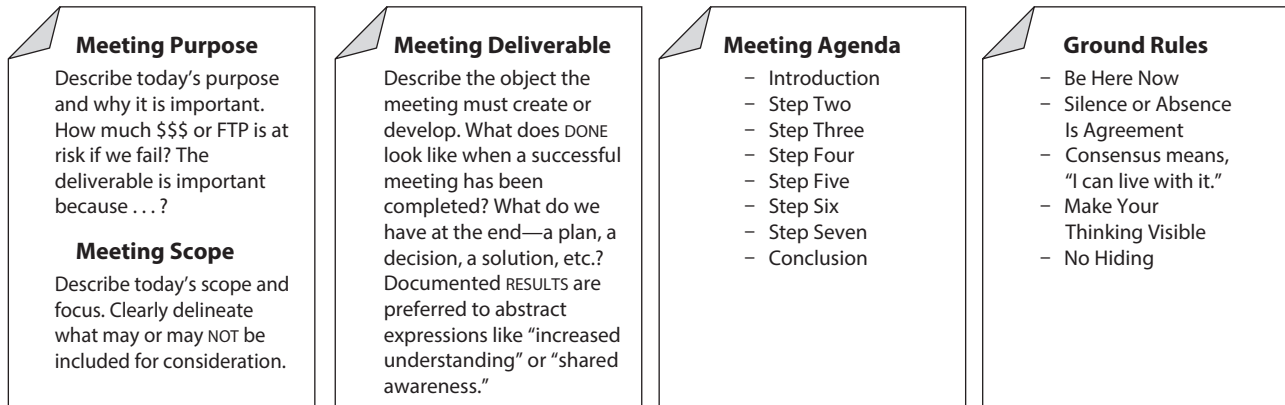 Meeting Purpose
Describe today’s purpose
and why it is important.
How much $$$ or FTP is at
risk if we fail? The
deliverable is important
because . . . ?
Meeting Scope
Describe today’s scope and
focus. Clearly delineate
what may or may NOT be
included for consideration.
Meeting Deliverable
Describe the object the
meeting must create or
develop. What does DONE
look like when a successful
meeting has been
completed? What do we
have at the end—a plan, a
decision, a solution, etc.?
Documented RESULTS are
preferred to abstract
expressions like “increased
understanding” or “shared
awareness.”
Meeting Agenda
– Introduction
– Step Two
– Step Three
– Step Four
– Step Five
– Step Six
– Step Seven
– Conclusion
Ground Rules
– Be Here Now
– Silence or Absence
Is Agreement
– Consensus means,
“I can live with it.”
– Make Your
Thinking Visible
– No Hiding